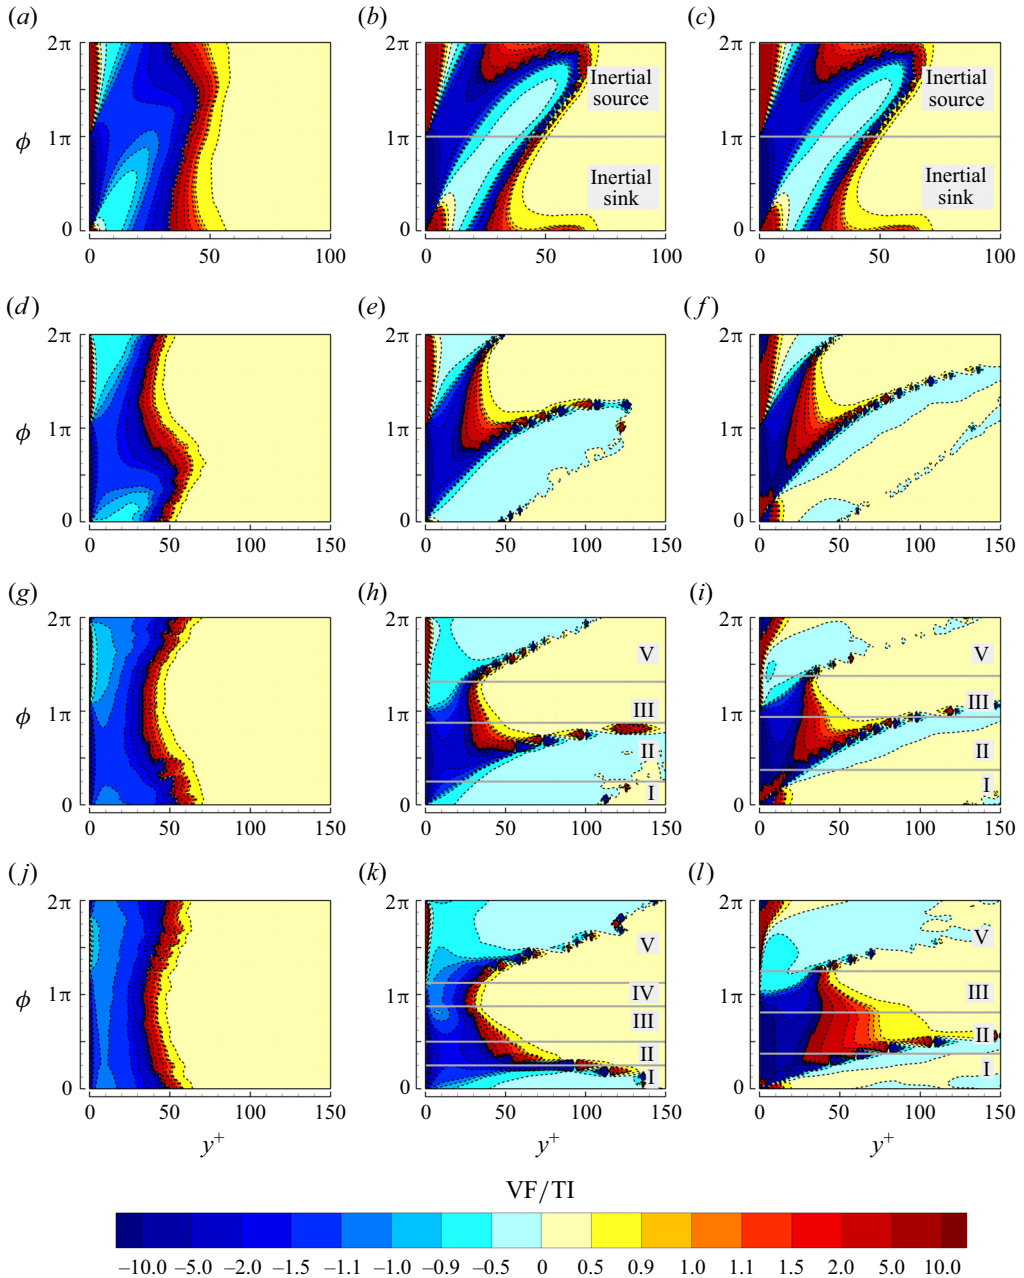 (a) (b) (c)
2π 2π 2π
Inertial source Inertial source
ϕ 1π 1π 1π
Inertial sink Inertial sink
0 0 0
0 50 100 0 50 100 0 50 100
(d) (e) (f)
2π 2π 2π
ϕ 1π 1π 1π
0 0 0
0 50 100 150 0 50 100 150 0 50 100 150
(g) (h) (i)
2π 2π 2π
V V
ϕ 1π 1π III 1π III
II II
0 0 I 0 I
0 50 100 150 0 50 100 150 0 50 100 150
(j) (k) (l)
2π 2π 2π
V V
ϕ 1π 1π IV 1π III
III
II II
I I
0 0 0
0 50 100 150 0 50 100 150 0 50 100 150
y+ y+ y+
VF/TI
–10.0 –5.0 –2.0 –1.5 –1.1 –1.0 –0.9 –0.5 0 0.5 0.9 1.0 1.1 1.5 2.0 5.0 10.0